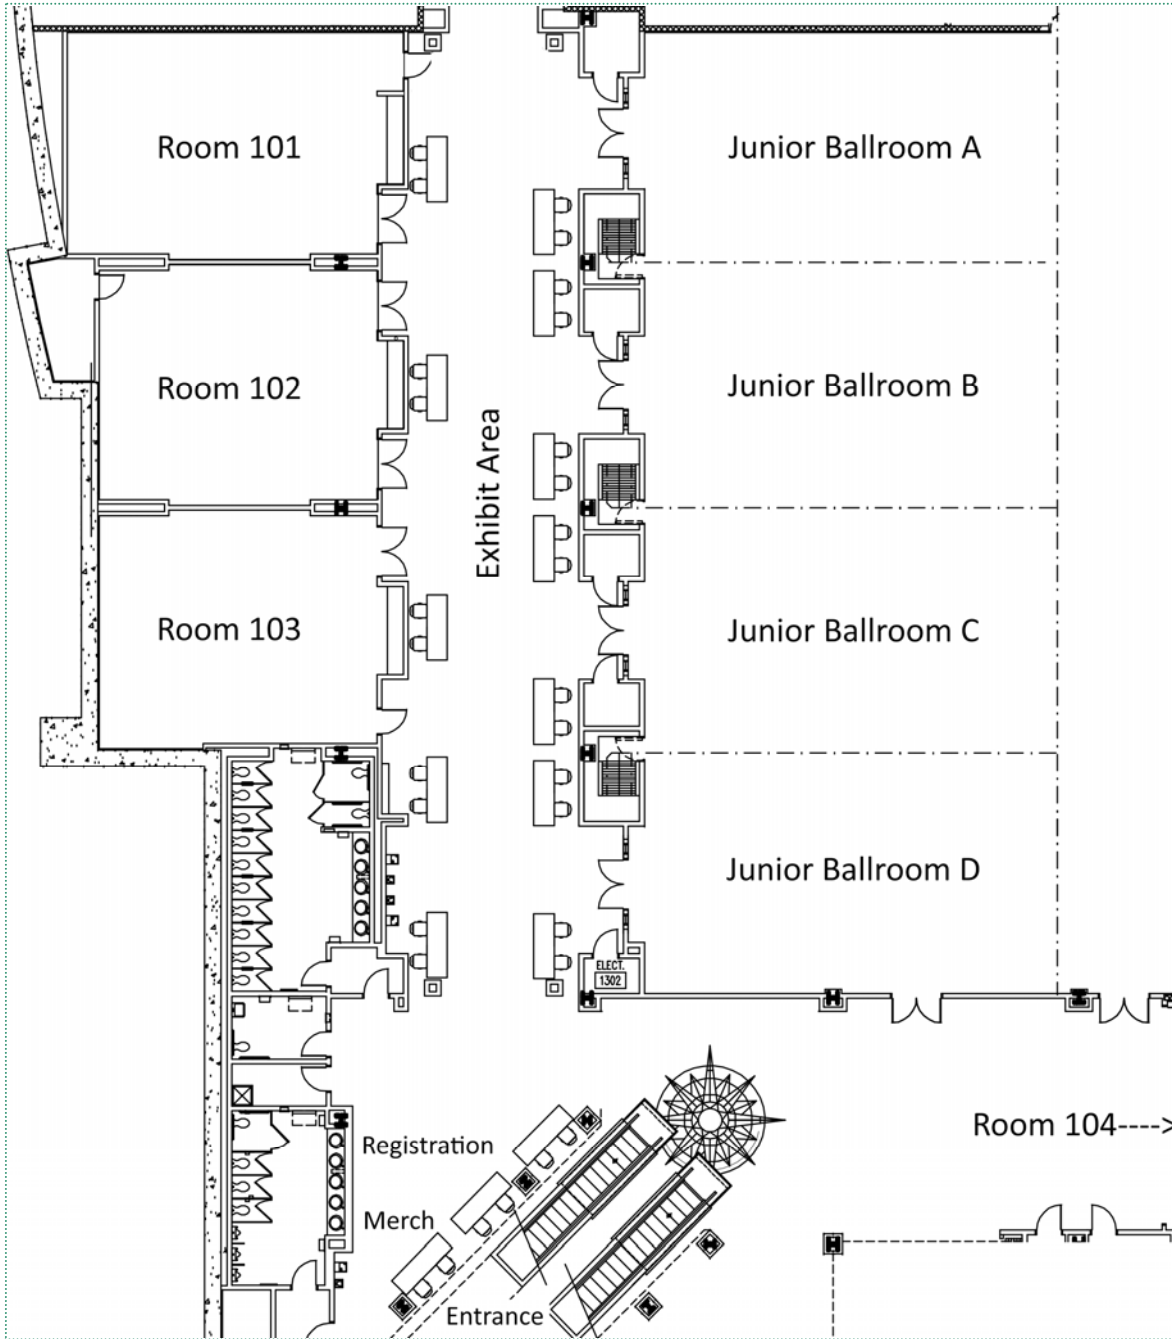 Room 101
Junior Ballroom A
Room 102
Junior Ballroom B
Exhibit Area
Room 103
Junior Ballroom C
Junior Ballroom D
ELECT.
1302
Registration
Room 104---->
Merch
Entrance